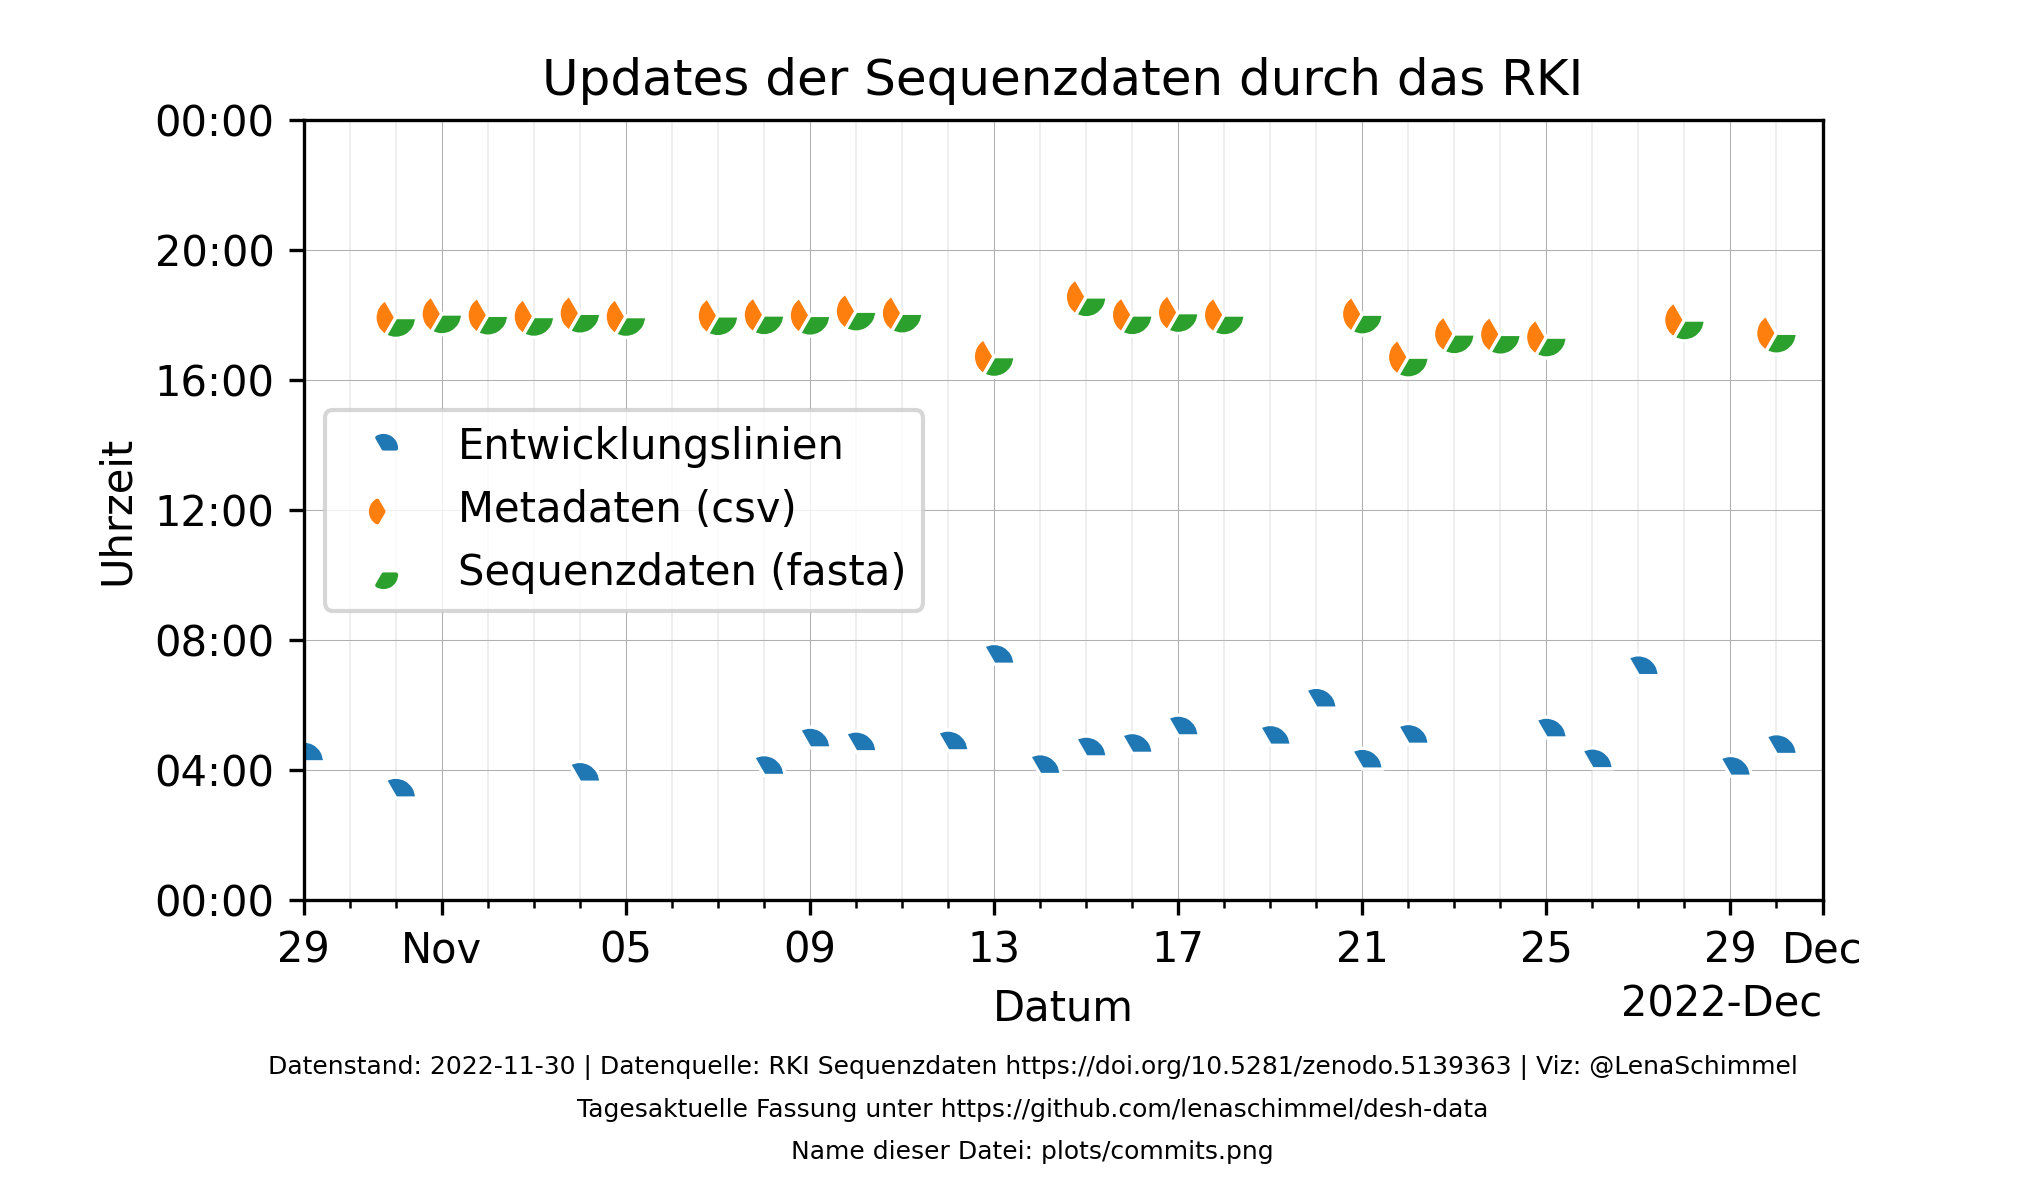 Updates der Sequenzdaten durch das RKI
00:00
20:00
16:00
12:00
08:00
04:00
00:00
Uhrzeit
Entwicklungslinien
Metadaten (csv)
Sequenzdaten (fasta)
29 Nov 05 09 13 17 21 25 29 Dec
Datum
2022-Dec
Datenstand: 2022-11-30 | Datenquelle: RKI Sequenzdaten https://doi.org/10.5281/zenodo.5139363 | Viz: @LenaSchimmel
Tagesaktuelle Fassung unter https://github.com/lenaschimmel/desh-data
Name dieser Datei: plots/commits.png